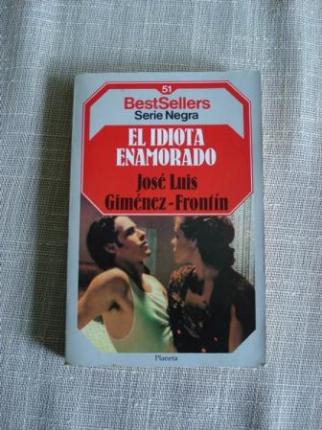 51
BestSellers
Serie Negra
EL IDIOTA
ENAMORADO
José Luis
Giménez-Frontín
Planeta